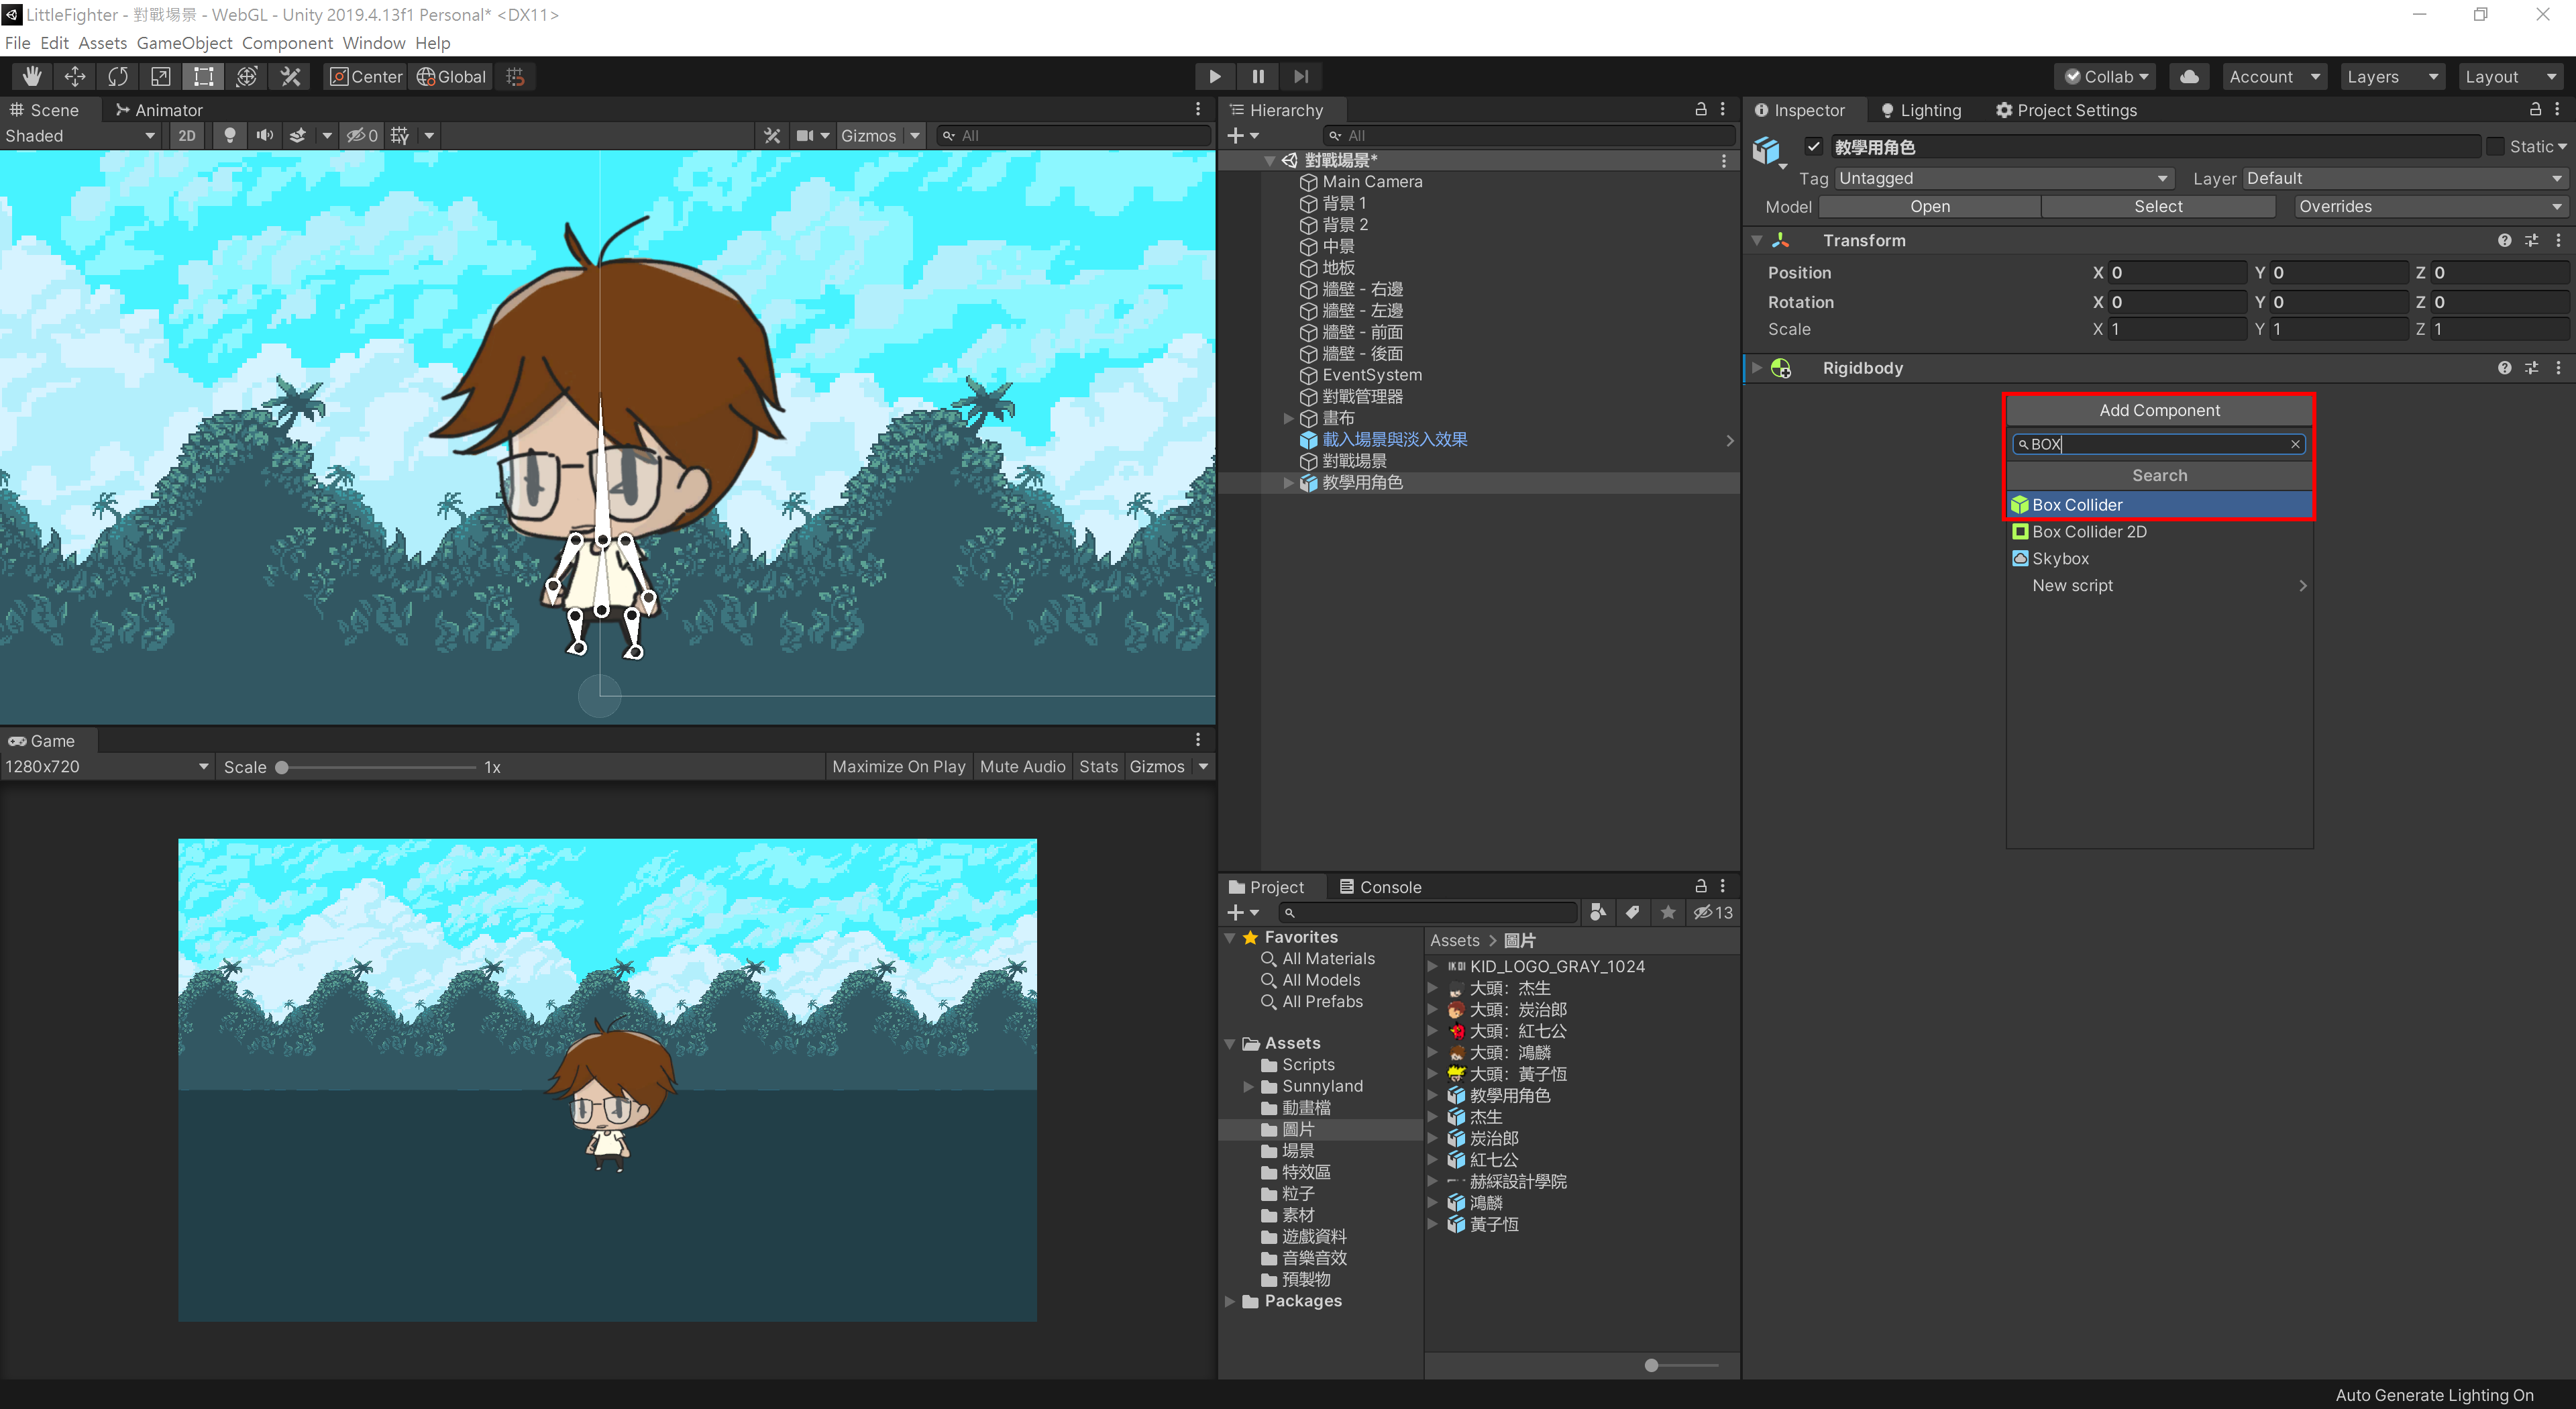 LittleFighter - 對戰場景 - WebGL - Unity 2019.4.13f1 Personal* <DX11>
File Edit Assets GameObject Component Window Help
Center Global
Collab Account Layers Layout
Scene Animator
Shaded 2D 0 Gizmos All
Hierarchy
All
對戰場景*
Main Camera
背景 1
背景 2
中景
地板
牆壁 - 右邊
牆壁 - 左邊
牆壁 - 前面
牆壁 - 後面
EventSystem
對戰管理器
畫布
載入場景與淡入效果
對戰場景
教學用角色
Inspector Lighting Project Settings
教學用角色 Static
Tag Untagged Layer Default
Model Open Select Overrides
Transform
Position X 0 Y 0 Z 0
Rotation X 0 Y 0 Z 0
Scale X 1 Y 1 Z 1
Rigidbody
Add Component
BOX
Search
Box Collider
Box Collider 2D
Skybox
New script
Game
1280x720 Scale 1x Maximize On Play Mute Audio Stats Gizmos
Project Console
13
Favorites
All Materials
All Models
All Prefabs
Assets
Scripts
Sunnyland
動畫檔
圖片
場景
特效區
粒子
素材
遊戲資料
音樂音效
預製物
Packages
Assets > 圖片
KID_LOGO_GRAY_1024
大頭：杰生
大頭：炭治郎
大頭：紅七公
大頭：鴻麟
大頭：黃子恆
教學用角色
杰生
炭治郎
紅七公
赫綵設計學院
鴻麟
黃子恆
Auto Generate Lighting On